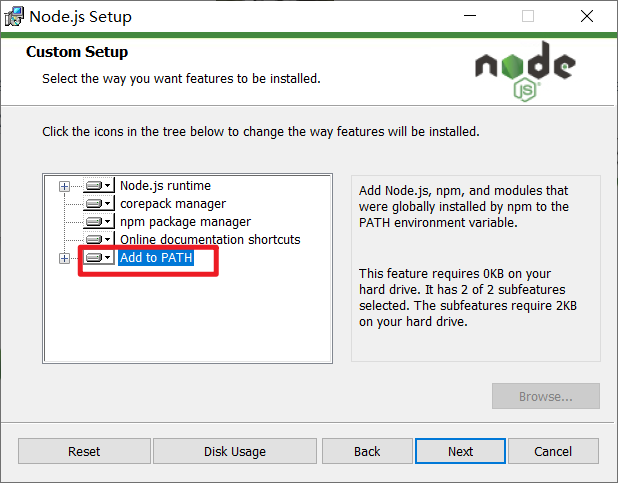 Node.js Setup
Custom Setup
Select the way you want features to be installed.
node
JS
Click the icons in the tree below to change the way features will be installed.
Node.js runtime
corepack manager
npm package manager
Online documentation shortcuts
Add to PATH
Add Node.js, npm, and modules that
were globally installed by npm to the
PATH environment variable.
This feature requires 0KB on your
hard drive. It has 2 of 2 subfeatures
selected. The subfeatures require 2KB
on your hard drive.
Browse...
Reset
Disk Usage
Back
Next
Cancel